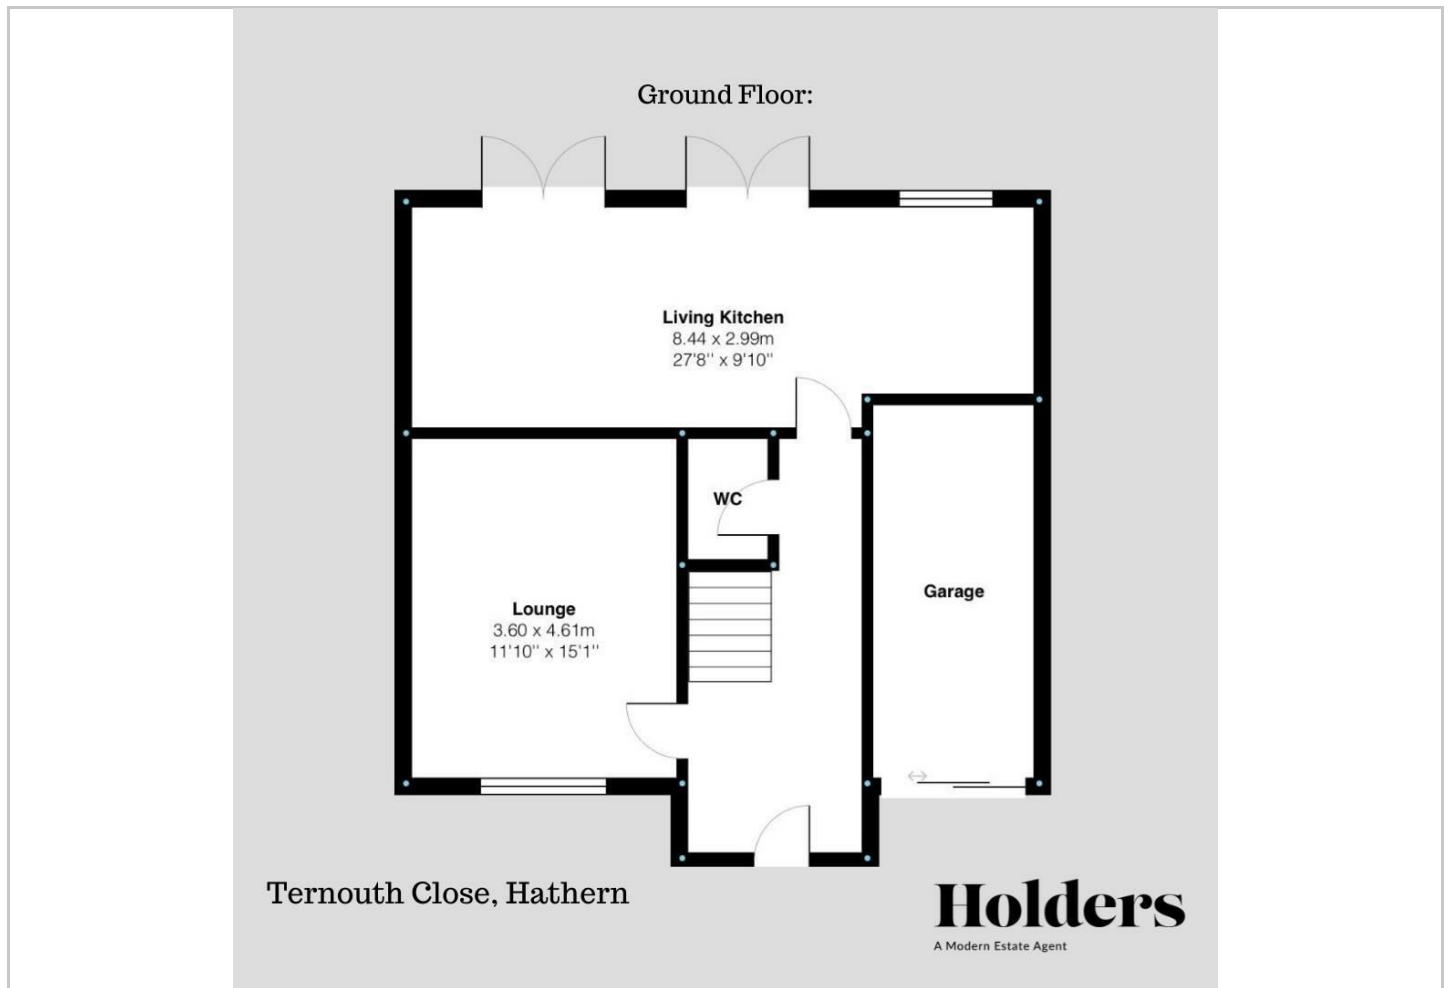 Ground Floor:
Living Kitchen
8.44 x 2.99m
27'8'' x 9'10''
WC
Garage
Lounge
3.60 x 4.61m
11'10'' x 15'1''
Ternouth Close, Hathern
Holders
A Modern Estate Agent